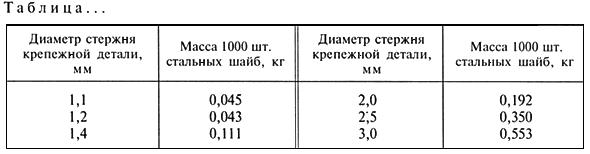 Таблица...
Диаметр стержня крепежной детали, мм | Масса 1000 шт. стальных шайб, кг | Диаметр стержня крепежной детали, мм | Масса 1000 шт. стальных шайб, кг
1,1 | 0,045 | 2,0 | 0,192
1,2 | 0,043 | 2,5 | 0,350
1,4 | 0,111 | 3,0 | 0,553